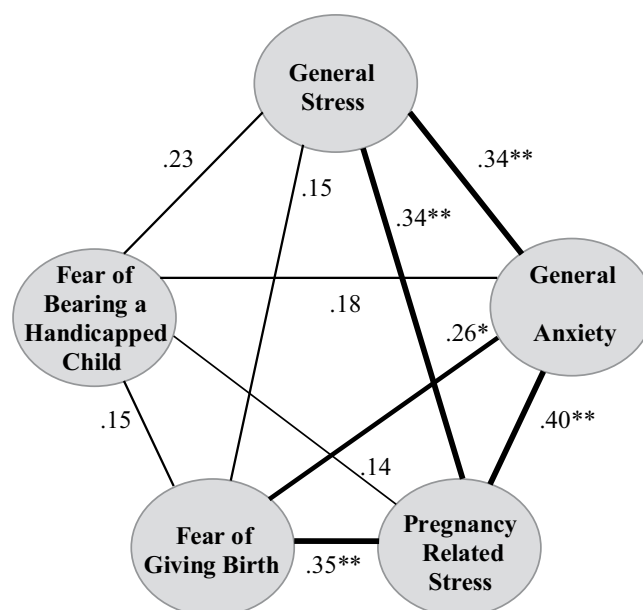 General
Stress
.23
.15
.34**
.34**
Fear of
Bearing a
Handicapped
Child
General
Anxiety
.18
.26*
.15
.14
.40**
Fear of
Giving Birth
.35**
Pregnancy
Related
Stress